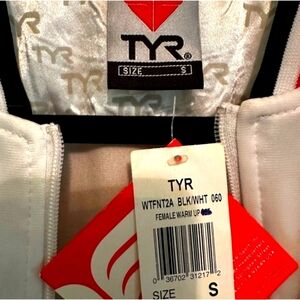 TYR
SIZE S
TYR
WTFNT2A BLK/WHT 060
FEMALE WARM UP
0 36702 31217 2
SIZE S